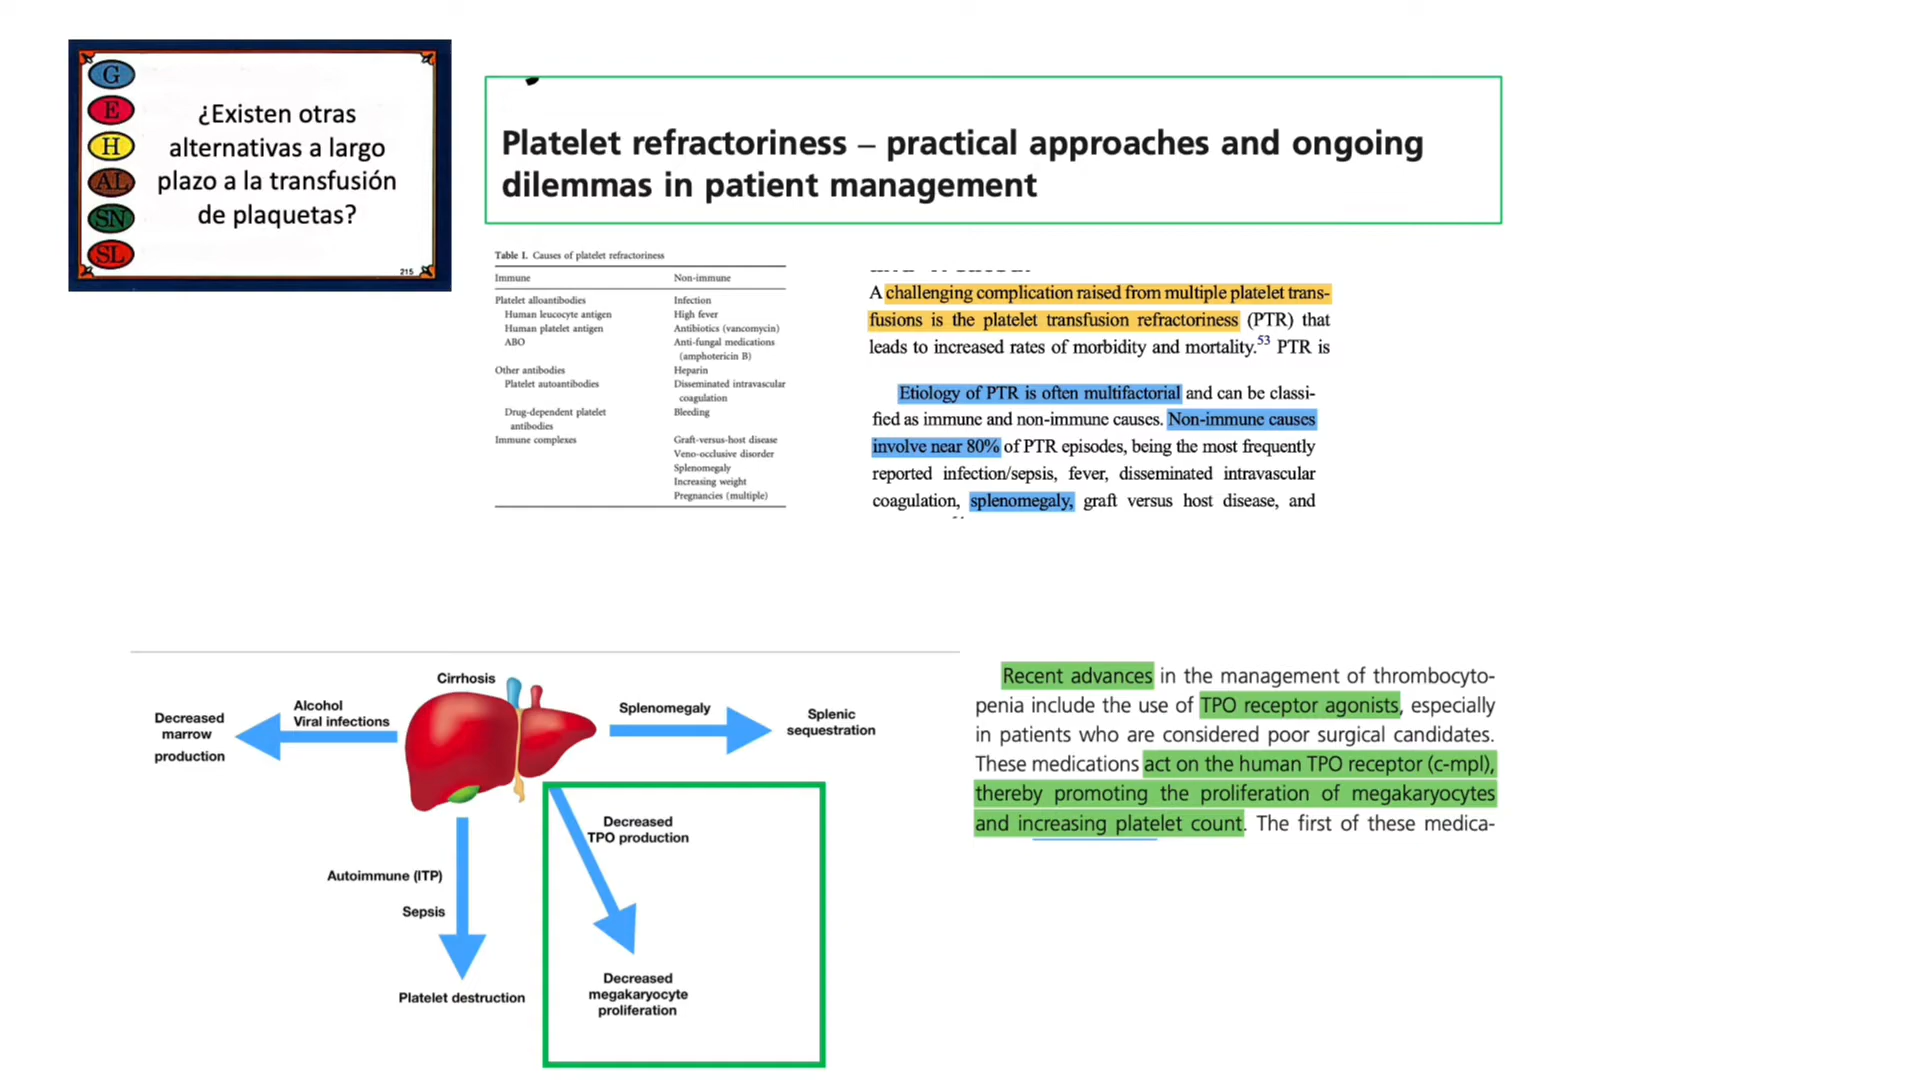 G
E
H
AL
SN
SL
¿Existen otras
alternativas a largo
plazo a la transfusión
de plaquetas?
215
Platelet refractoriness – practical approaches and ongoing
dilemmas in patient management
Table I. Causes of platelet refractoriness
Immune Non-immune
Platelet alloantibodies Infection
Human leucocyte antigen High fever
Human platelet antigen Antibiotics (vancomycin)
ABO Anti-fungal medications
(amphotericin B)
Other antibodies Heparin
Platelet autoantibodies Disseminated intravascular
coagulation
Drug-dependent platelet Bleeding
antibodies
Immune complexes Graft-versus-host disease
Veno-occlusive disorder
Splenomegaly
Increasing weight
Pregnancies (multiple)
A challenging complication raised from multiple platelet trans-
fusions is the platelet transfusion refractoriness (PTR) that
leads to increased rates of morbidity and mortality.53 PTR is
Etiology of PTR is often multifactorial and can be classi-
fied as immune and non-immune causes. Non-immune causes
involve near 80% of PTR episodes, being the most frequently
reported infection/sepsis, fever, disseminated intravascular
coagulation, splenomegaly, graft versus host disease, and
Cirrhosis
Alcohol
Viral infections
Decreased
marrow
production
Splenomegaly
Splenic
sequestration
Decreased
TPO production
Autoimmune (ITP)
Sepsis
Platelet destruction
Decreased
megakaryocyte
proliferation
Recent advances in the management of thrombocyto-
penia include the use of TPO receptor agonists, especially
in patients who are considered poor surgical candidates.
These medications act on the human TPO receptor (c-mpl),
thereby promoting the proliferation of megakaryocytes
and increasing platelet count. The first of these medica-